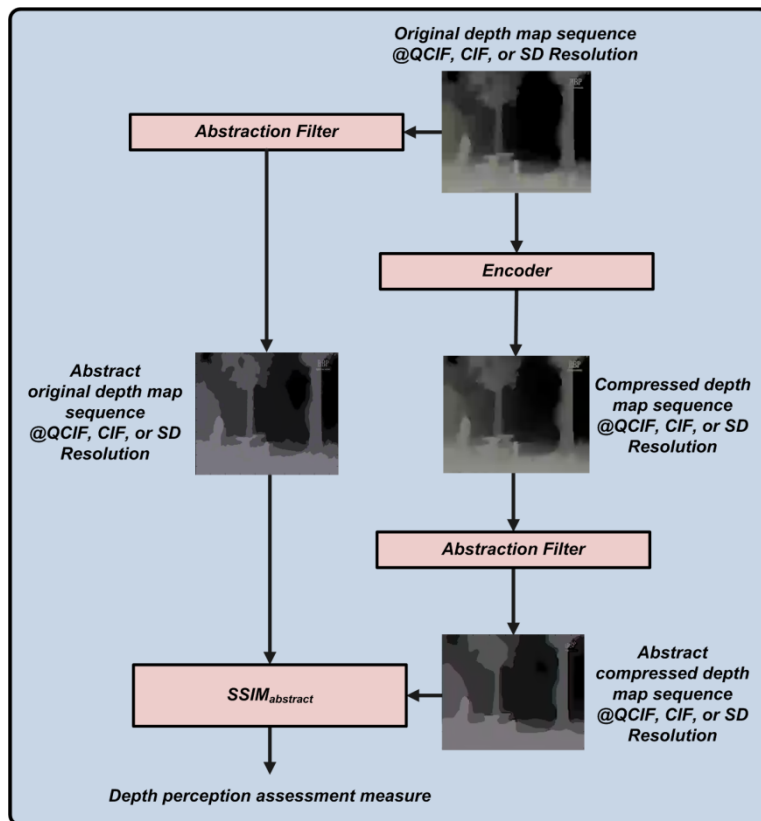 Original depth map sequence
@QCIF, CIF, or SD Resolution
Abstraction Filter
Encoder
Abstract
original depth map
sequence
@QCIF, CIF, or SD
Resolution
Compressed depth
map sequence
@QCIF, CIF, or SD
Resolution
Abstraction Filter
SSIMabstract
Abstract
compressed depth
map sequence
@QCIF, CIF, or SD
Resolution
Depth perception assessment measure